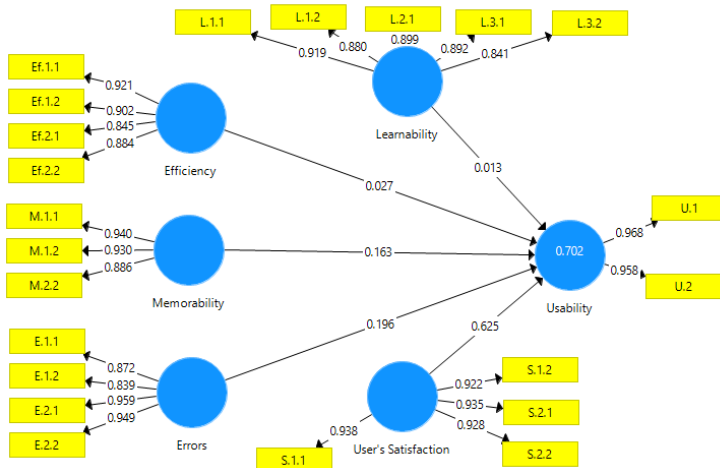 L.1.1
L.1.2
L.2.1
L.3.1
L.3.2
0.919
0.880
0.899
0.892
0.841
Learnability
Ef.1.1
Ef.1.2
Ef.2.1
Ef.2.2
0.921
0.902
0.845
0.884
Efficiency
0.013
0.027
M.1.1
M.1.2
M.2.2
0.940
0.930
0.886
Memorability
0.163
0.702
Usability
0.968
0.958
U.1
U.2
E.1.1
E.1.2
E.2.1
E.2.2
0.872
0.839
0.959
0.949
Errors
0.196
0.625
S.1.1
0.938
User's Satisfaction
0.922
0.935
0.928
S.1.2
S.2.1
S.2.2